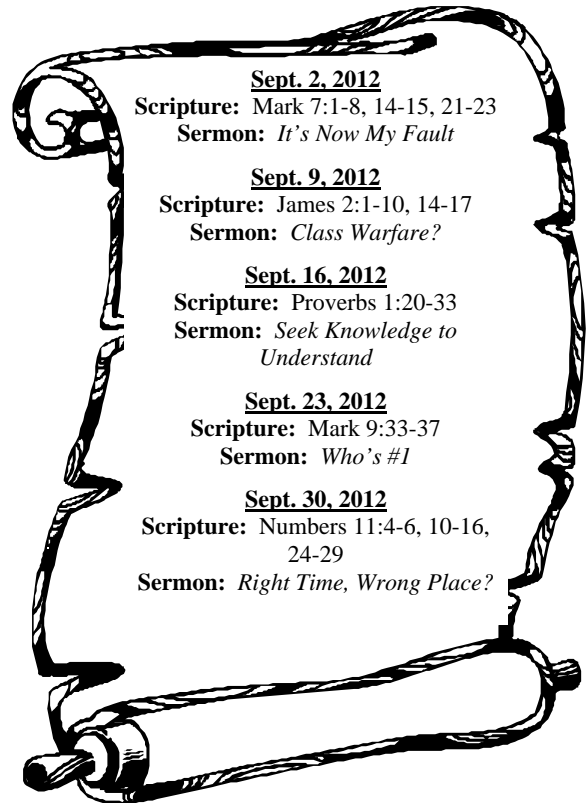 Sept. 2, 2012
Scripture: Mark 7:1-8, 14-15, 21-23
Sermon: It's Now My Fault
Sept. 9, 2012
Scripture: James 2:1-10, 14-17
Sermon: Class Warfare?
Sept. 16, 2012
Scripture: Proverbs 1:20-33
Sermon: Seek Knowledge to
Understand
Sept. 23, 2012
Scripture: Mark 9:33-37
Sermon: Who's #1
Sept. 30, 2012
Scripture: Numbers 11:4-6, 10-16,
24-29
Sermon: Right Time, Wrong Place?